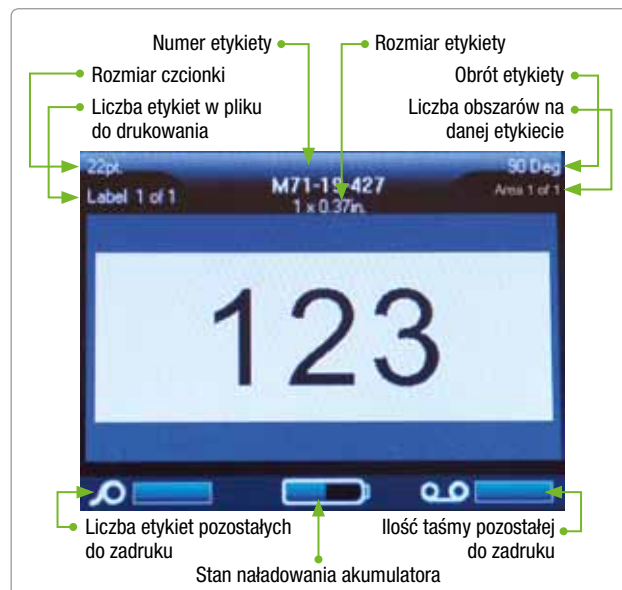 Numer etykiety
Rozmiar etykiety
Rozmiar czcionki
Obrót etykiety
Liczba etykiet w pliku
do drukowania
Liczba obszarów na
danej etykiecie
22pt.
90 Deg
Label 1 of 1
M71-19-427
Area 1 of 1
1 x 0.37in.
123
Liczba etykiet pozostałych
do zadruku
Ilość taśmy pozostałej
do zadruku
Stan naładowania akumulatora